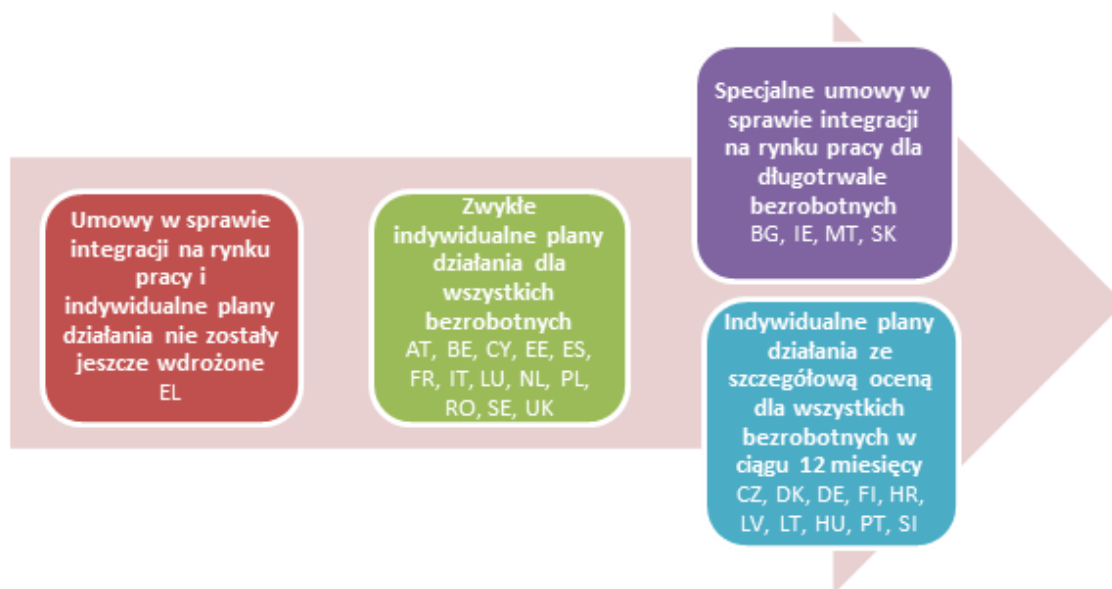 Umowy w sprawie
integracji na rynku
pracy i
indywidualne plany
działania nie zostały
jeszcze wdrożone
EL
Zwykłe
indywidualne plany
działania dla
wszystkich
bezrobotnych
AT, BE, CY, EE, ES,
FR, IT, LU, NL, PL,
RO, SE, UK
Specjalne umowy w
sprawie integracji
na rynku pracy dla
długotrwale
bezrobotnych
BG, IE, MT, SK
Indywidualne plany
działania ze
szczegółową oceną
dla wszystkich
bezrobotnych w
ciągu 12 miesięcy
CZ, DK, DE, FI, HR,
LV, LT, HU, PT, SI